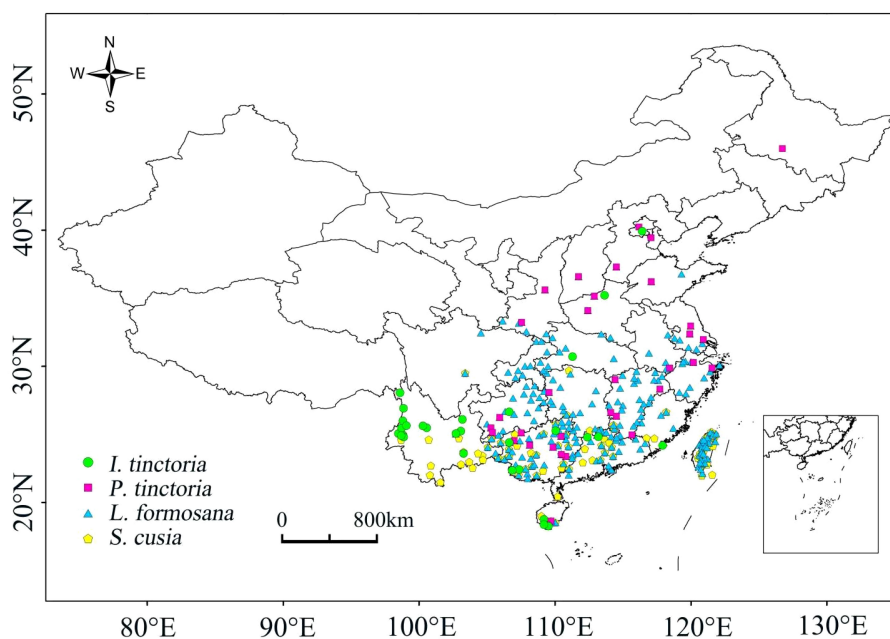 N
W E
S
50°N
40°N
30°N
20°N
I. tinctoria
P. tinctoria
L. formosana
S. cusia
0 800km
80°E 90°E 100°E 110°E 120°E 130°E